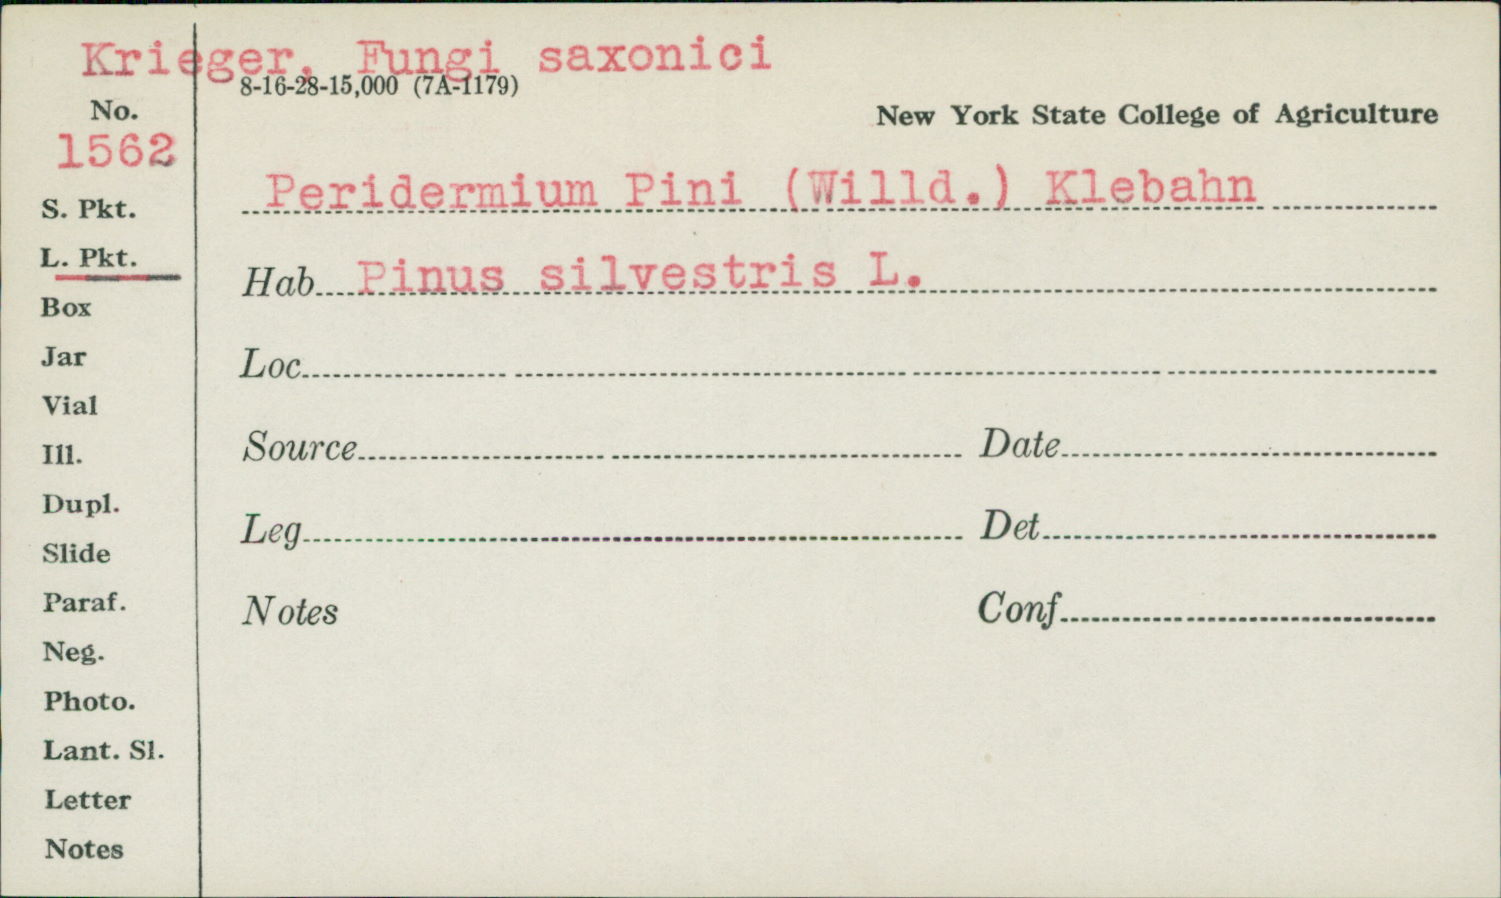 Krieger, Fungi saxonici
8-16-28-15,000 (7A-1179)
No.
New York State College of Agriculture
1562
Peridermium Pini (Willd.) Klebahn
S. Pkt.
L. Pkt.
Hab Pinus silvestris L.
Box
Jar
Loc
Vial
Ill.
Source Date
Dupl.
Leg Det
Slide
Paraf.
Notes Conf
Neg.
Photo.
Lant. Sl.
Letter
Notes